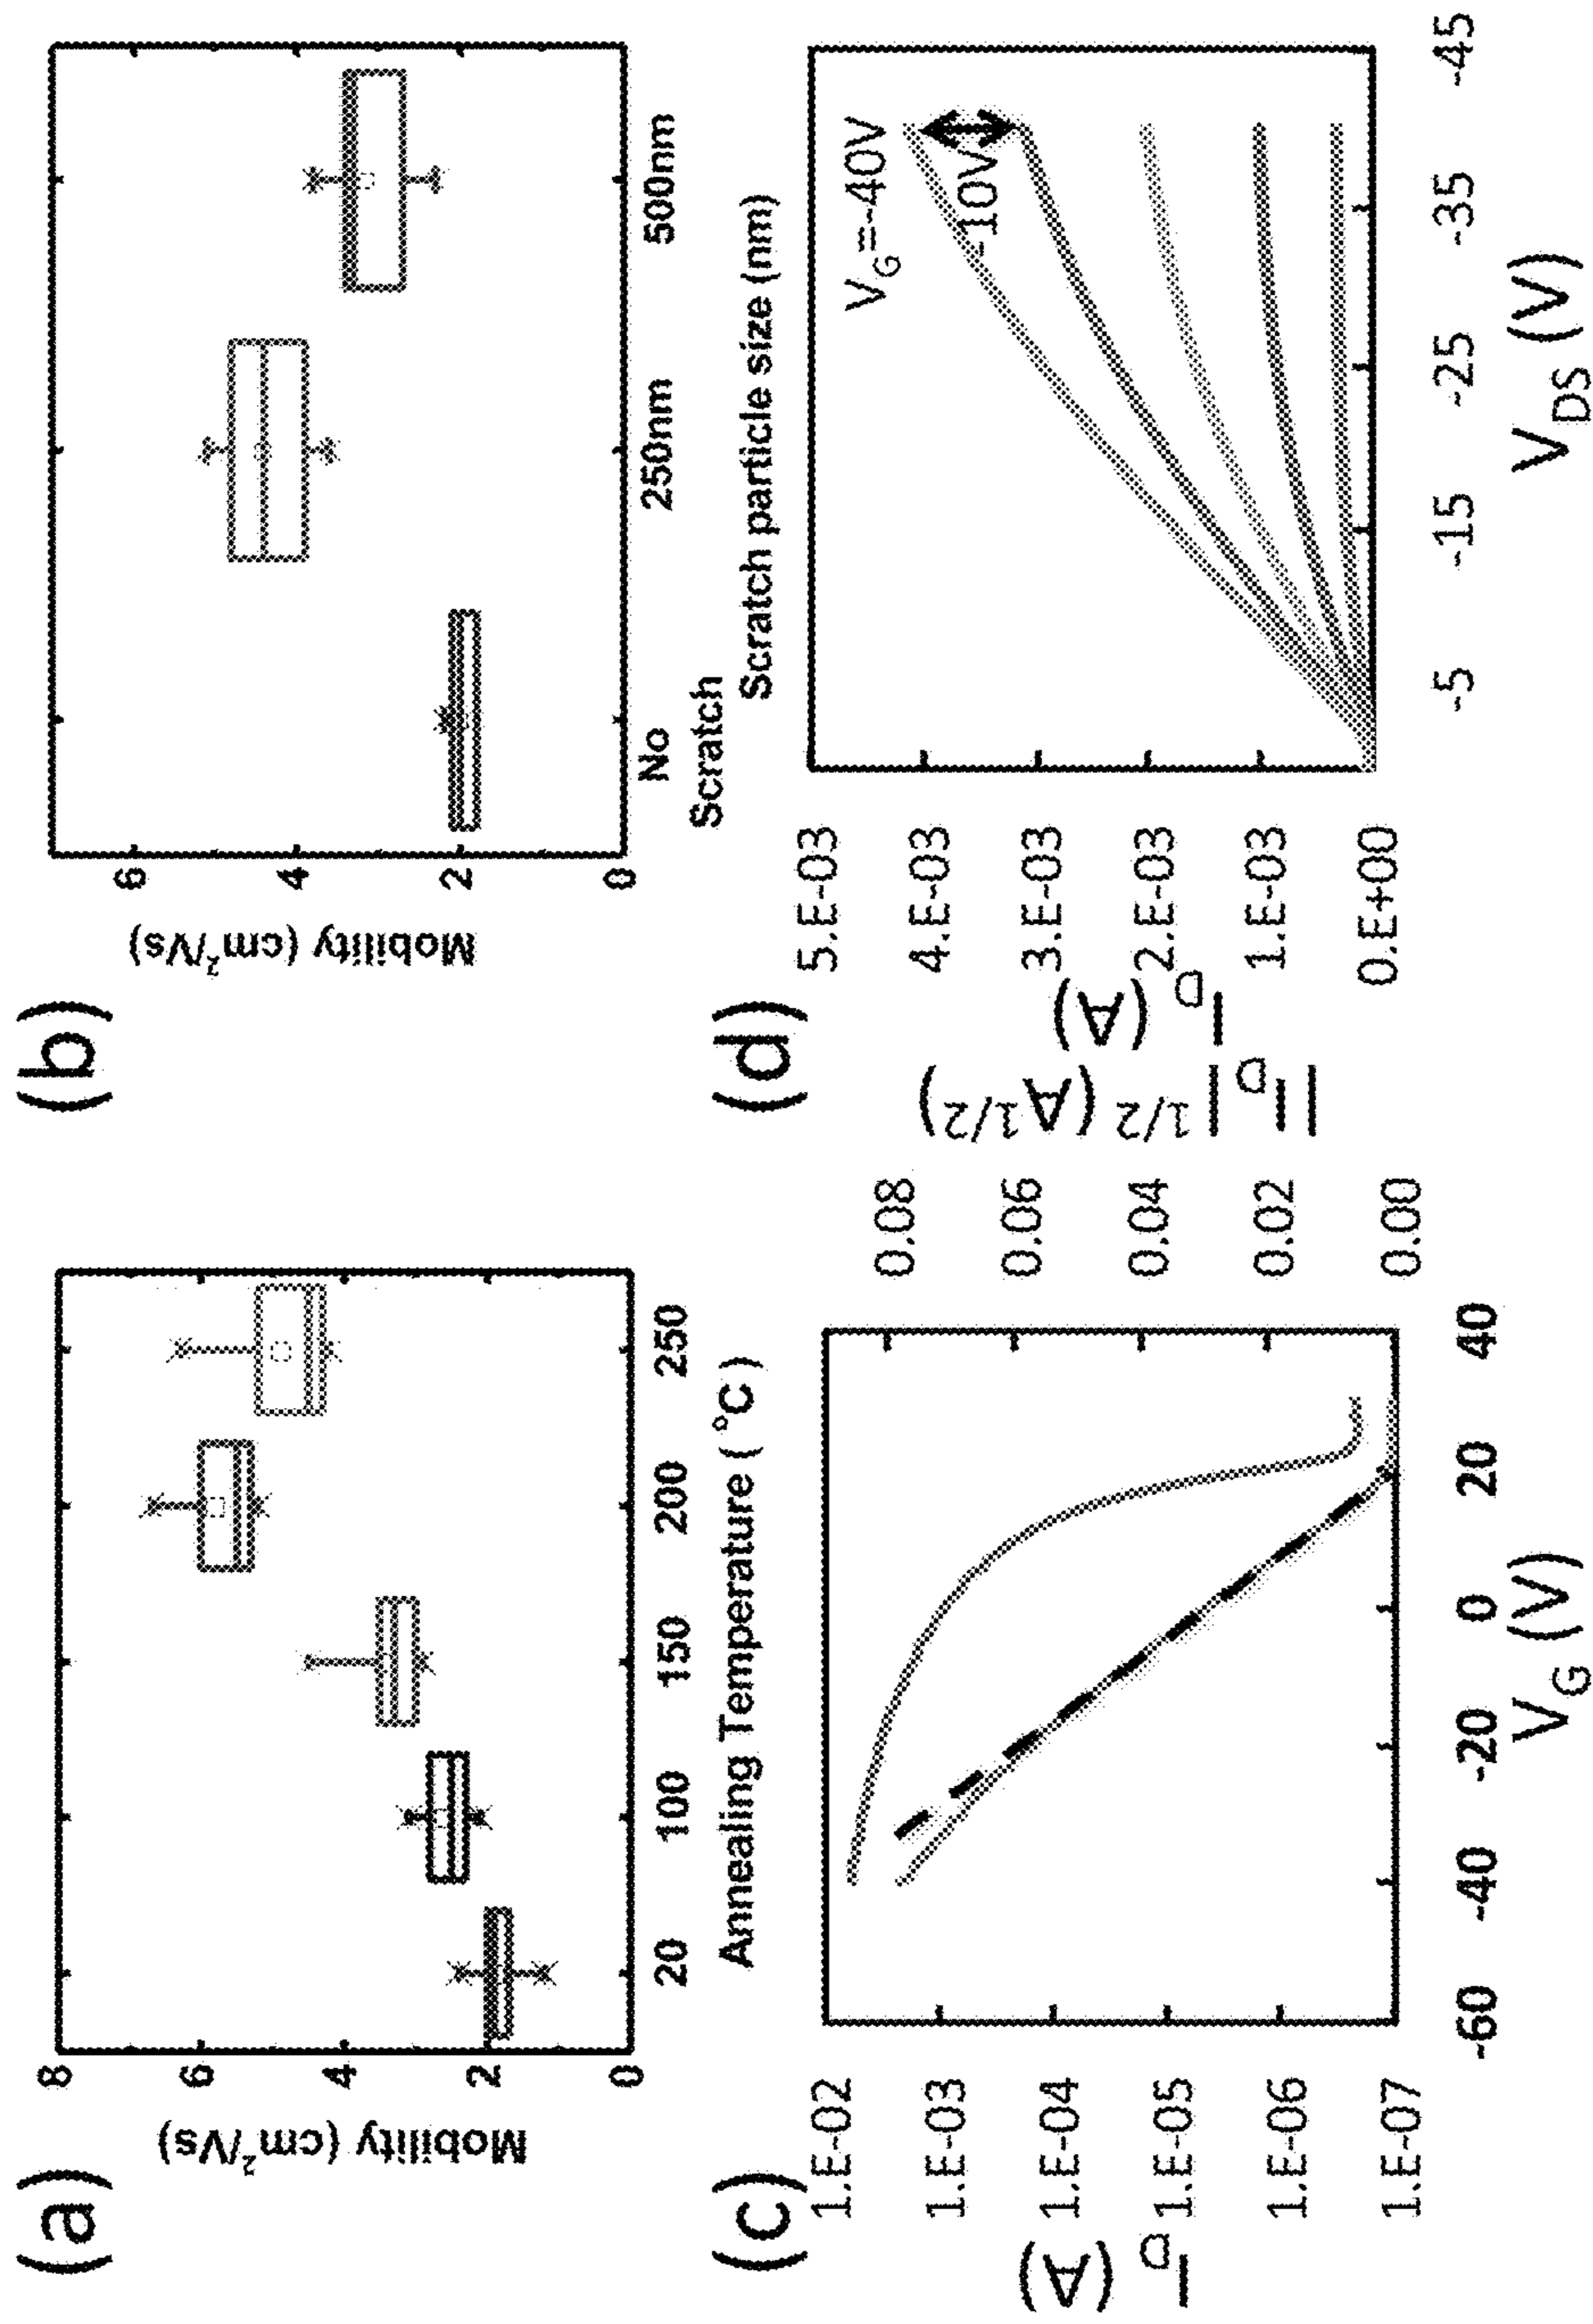 (a)
Mobility (cm²/Vs)
8
6
4
2
0
20 100 150 200 250
Annealing Temperature ( °C )
(b)
Mobility (cm²/Vs)
6
4
2
0
No Scratch 250nm 500nm
Scratch particle size (nm)
(c)
I_D (A)
1.E-02
1.E-03
1.E-04
1.E-05
1.E-06
1.E-07
-60 -40 -20 0 20 40
V_G (V)
0.08
0.06
0.04
0.02
0.00
|I_D|^1/2 (A^1/2)
(d)
I_D (A)
5.E-03
4.E-03
3.E-03
2.E-03
1.E-03
0.E+00
V_G=-40V
-10V
-5 -15 -25 -35 -45
V_DS (V)